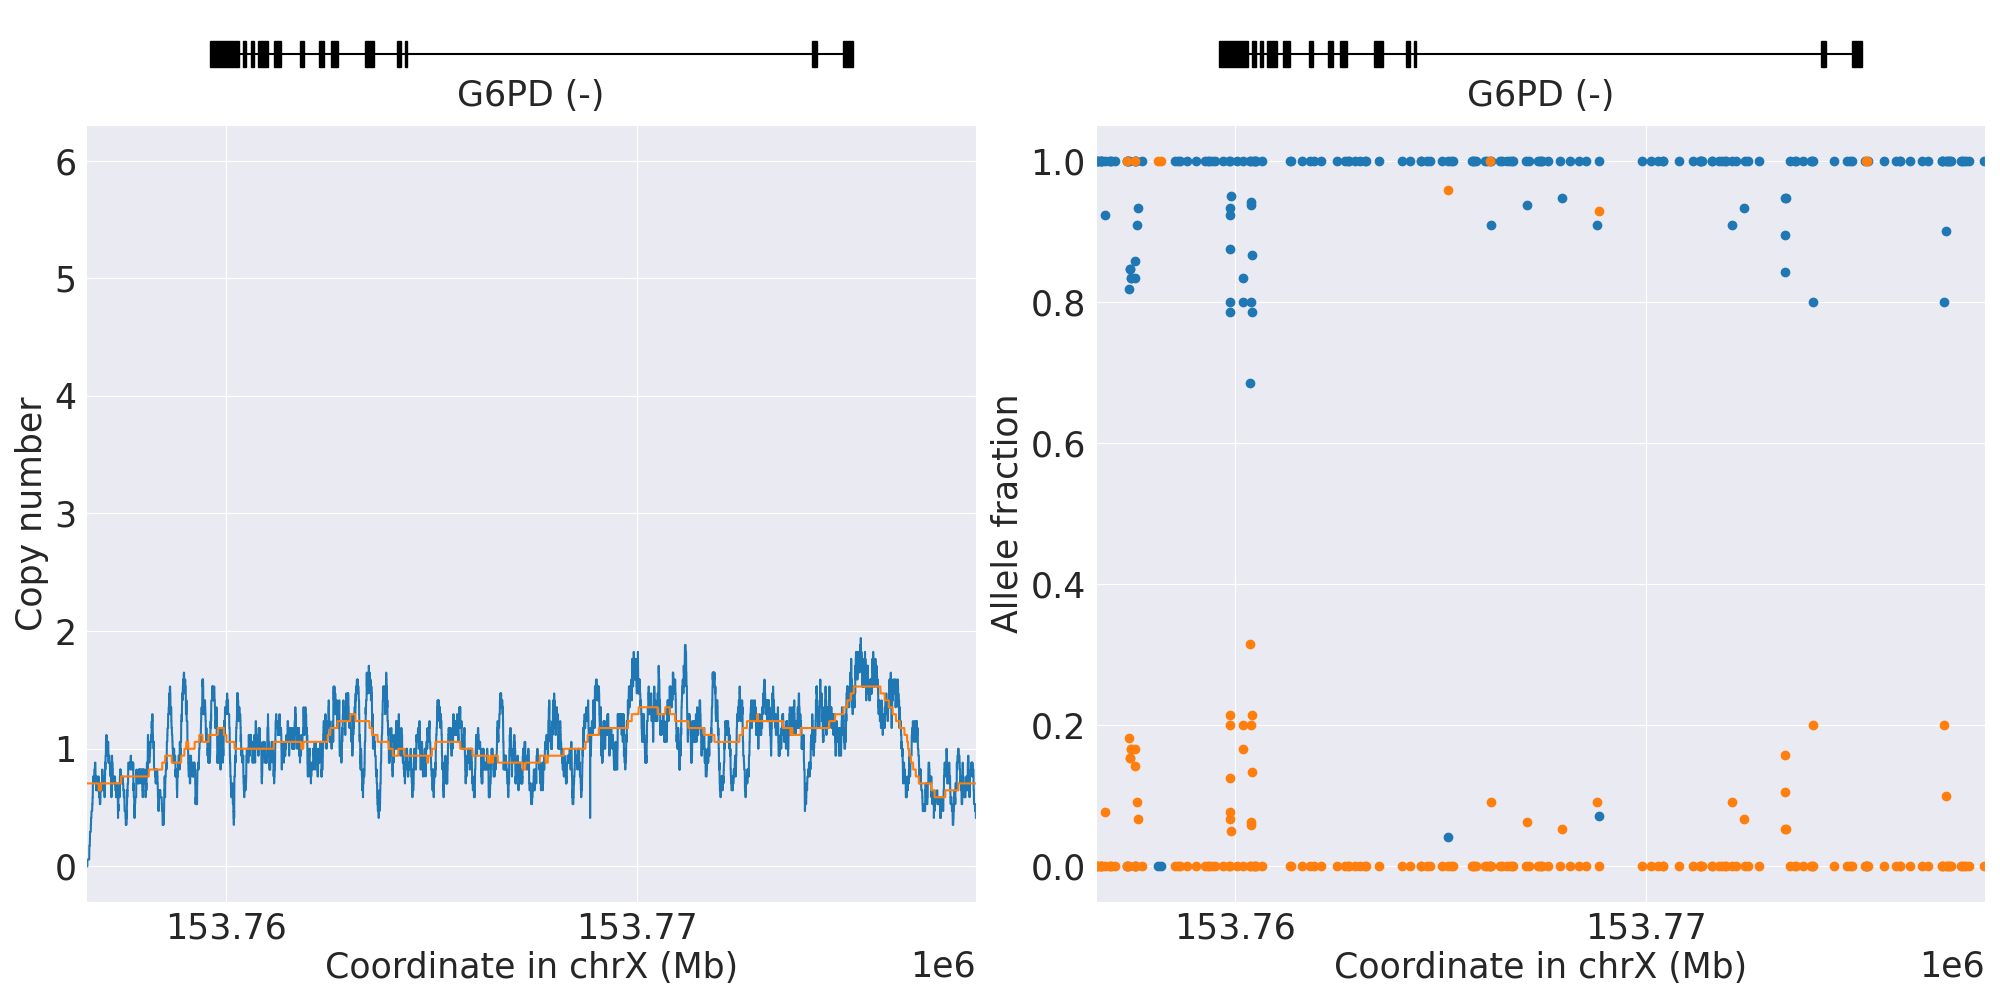 G6PD (-)
6
5
4
3
2
1
0
Copy number
153.76
153.77
Coordinate in chrX (Mb)
1e6
G6PD (-)
1.0
0.8
0.6
0.4
0.2
0.0
Allele fraction
153.76
153.77
Coordinate in chrX (Mb)
1e6